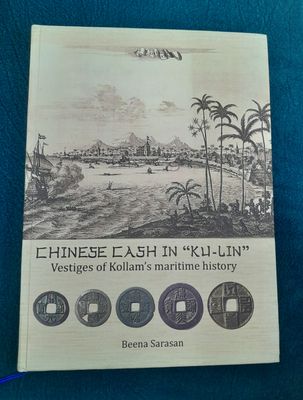 CHINESE CASH IN "KU-LIN"
Vestiges of Kollam's maritime history
Beena Sarasan